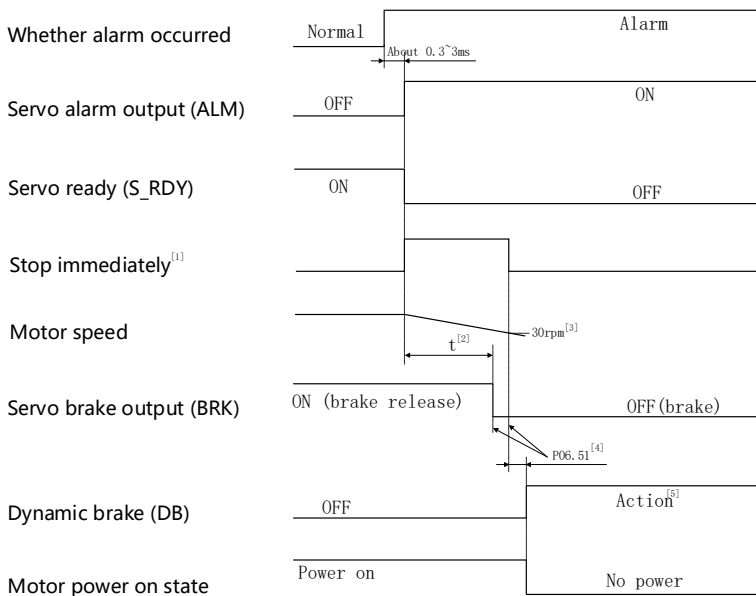 Whether alarm occurred Normal Alarm
About 0.3~3ms
Servo alarm output (ALM) OFF ON
Servo ready (S_RDY) ON OFF
Stop immediately[1]
Motor speed 30rpm[3]
t[2]
Servo brake output (BRK) ON (brake release) OFF(brake)
P06.51[4]
Dynamic brake (DB) OFF Action[5]
Motor power on state Power on No power